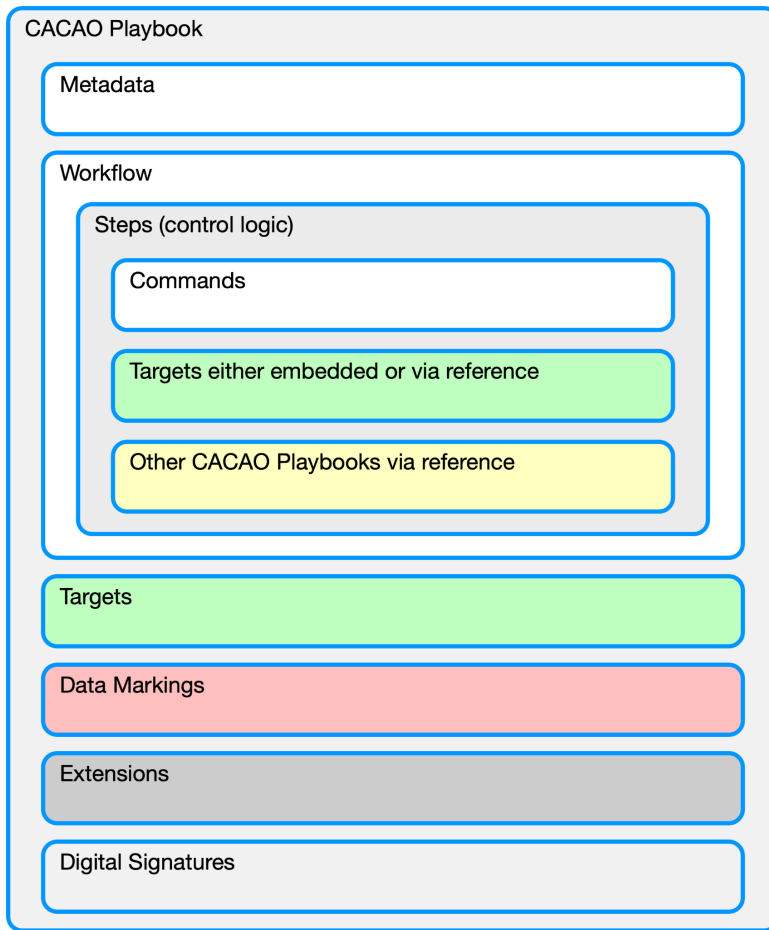 CACAO Playbook
Metadata
Workflow
Steps (control logic)
Commands
Targets either embedded or via reference
Other CACAO Playbooks via reference
Targets
Data Markings
Extensions
Digital Signatures